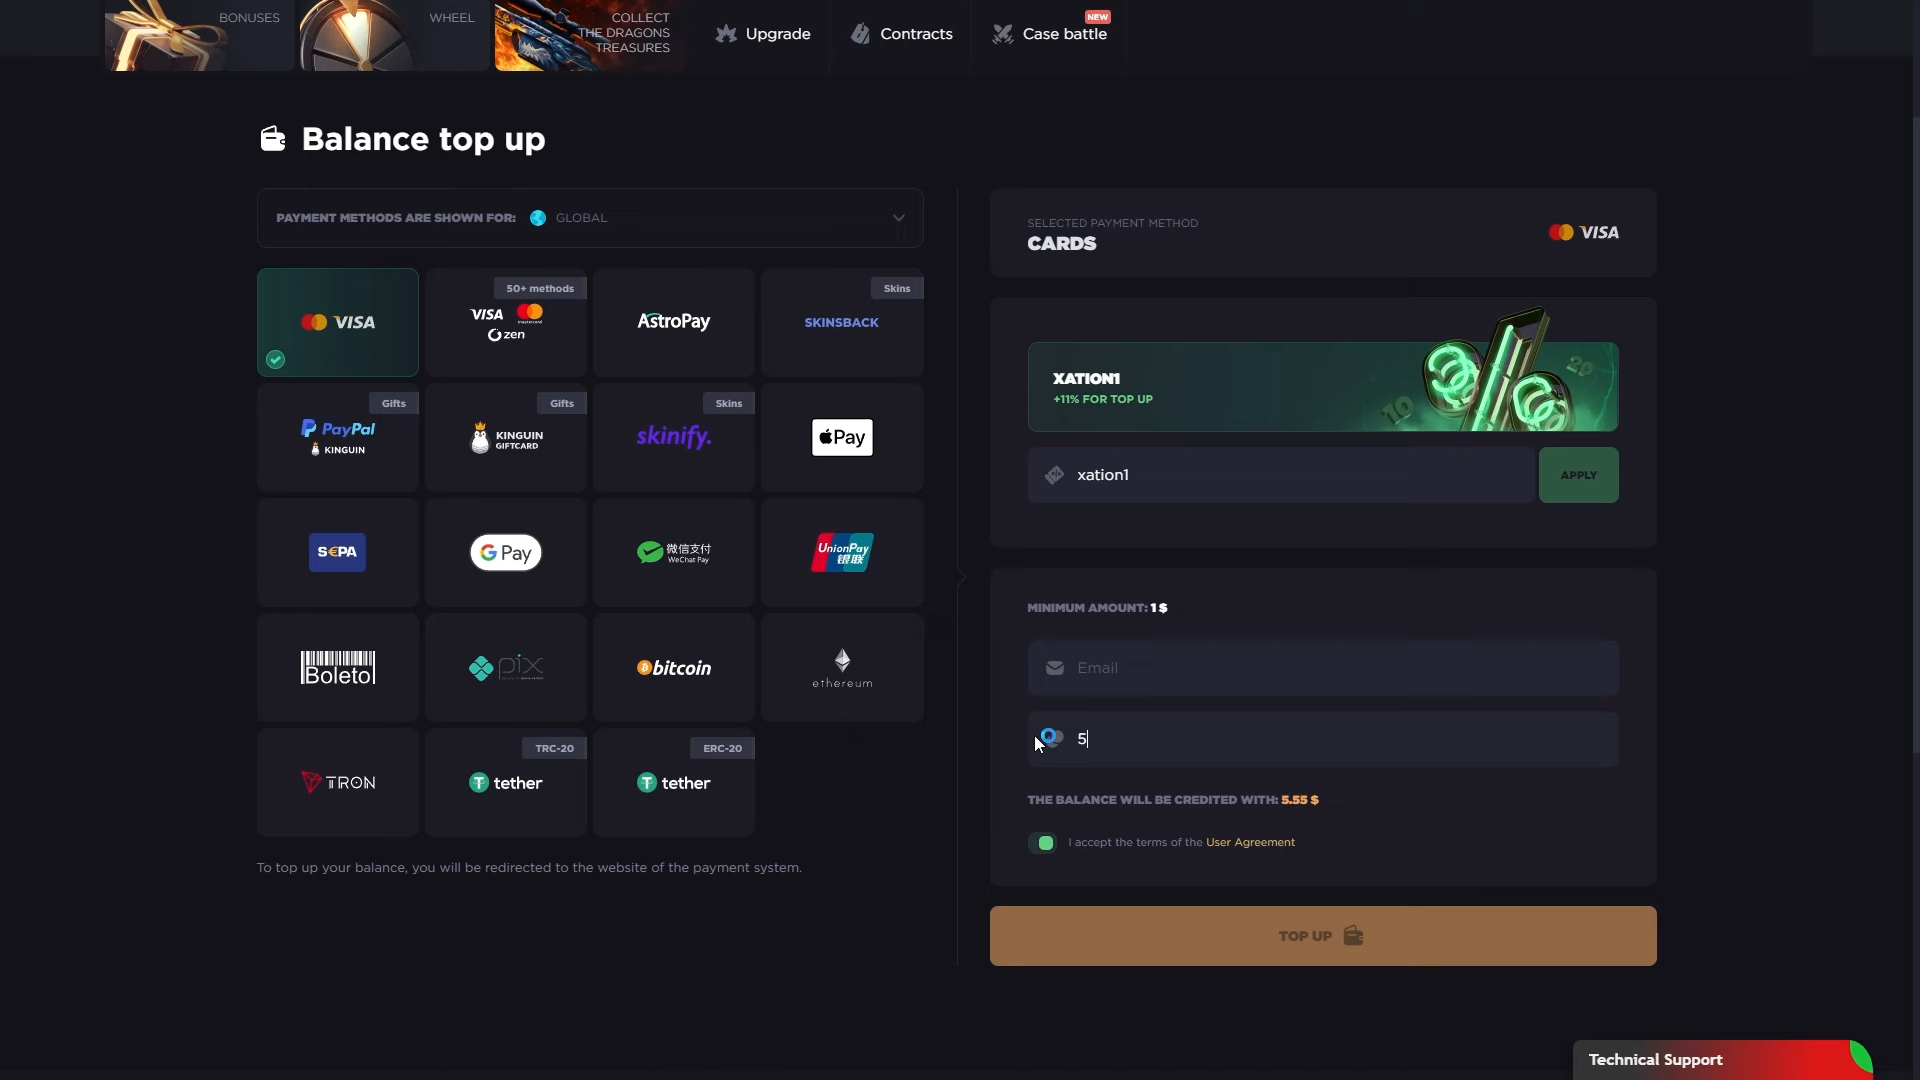 BONUSES
WHEEL
COLLECT
THE DRAGONS
TREASURES
Upgrade
Contracts
NEW
Case battle
Balance top up
PAYMENT METHODS ARE SHOWN FOR: GLOBAL
SELECTED PAYMENT METHOD
CARDS
VISA
VISA
50+ methods
VISA
mastercard
zen
AstroPay
Skins
SKINSBACK
XATION1
+11% FOR TOP UP
10
20
xation1
APPLY
Gifts
PayPal
KINGUIN
Gifts
KINGUIN
GIFTCARD
Skins
skinify.
Pay
S€PA
G Pay
微信支付
WeChat Pay
UnionPay
银联
MINIMUM AMOUNT: 1 $
Email
5
THE BALANCE WILL BE CREDITED WITH: 5.55 $
I accept the terms of the User Agreement
TOP UP
Boleto
pix
bitcoin
ethereum
TRON
TRC-20
tether
ERC-20
tether
To top up your balance, you will be redirected to the website of the payment system.
Technical Support